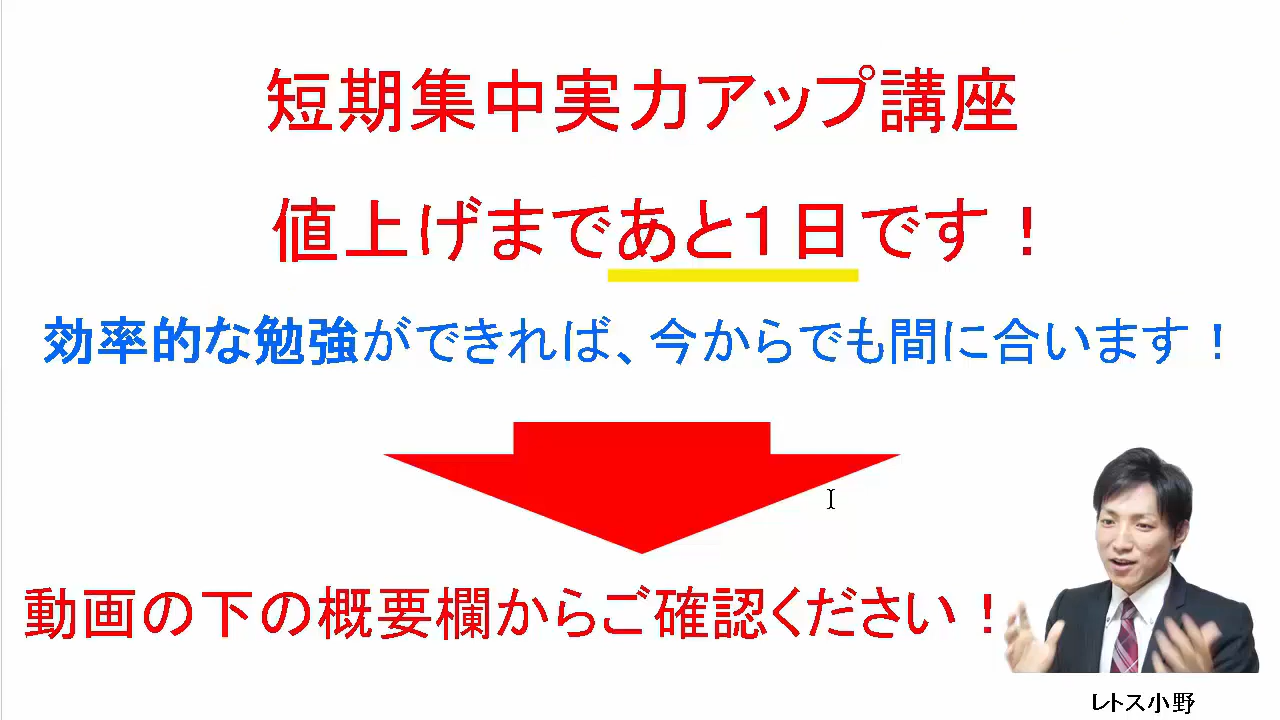 短期集中実力アップ講座
値上げまであと１日です！
効率的な勉強ができれば、今からでも間に合います！
動画の下の概要欄からご確認ください！
レトス小野